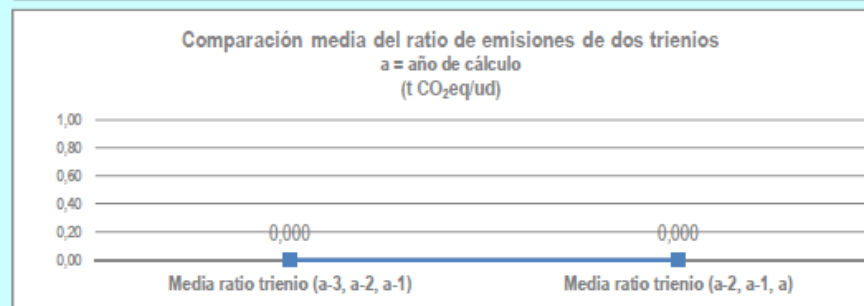 Comparación media del ratio de emisiones de dos trienios
a = año de cálculo
(t CO₂eq/ud)
1,00
0,80
0,60
0,40
0,20
0,00
0,000
0,000
Media ratio trienio (a-3, a-2, a-1)
Media ratio trienio (a-2, a-1, a)